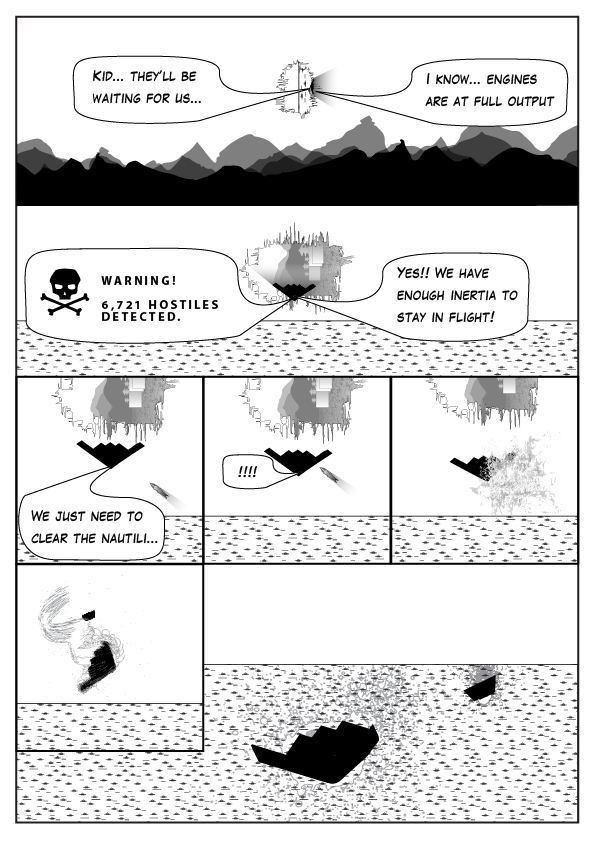 Kid... they'll be
waiting for us...
I know... engines
are at full output
WARNING!
6,721 HOSTILES
DETECTED.
Yes!! We have
enough inertia to
stay in flight!
We just need to
clear the nautili...
!!!!